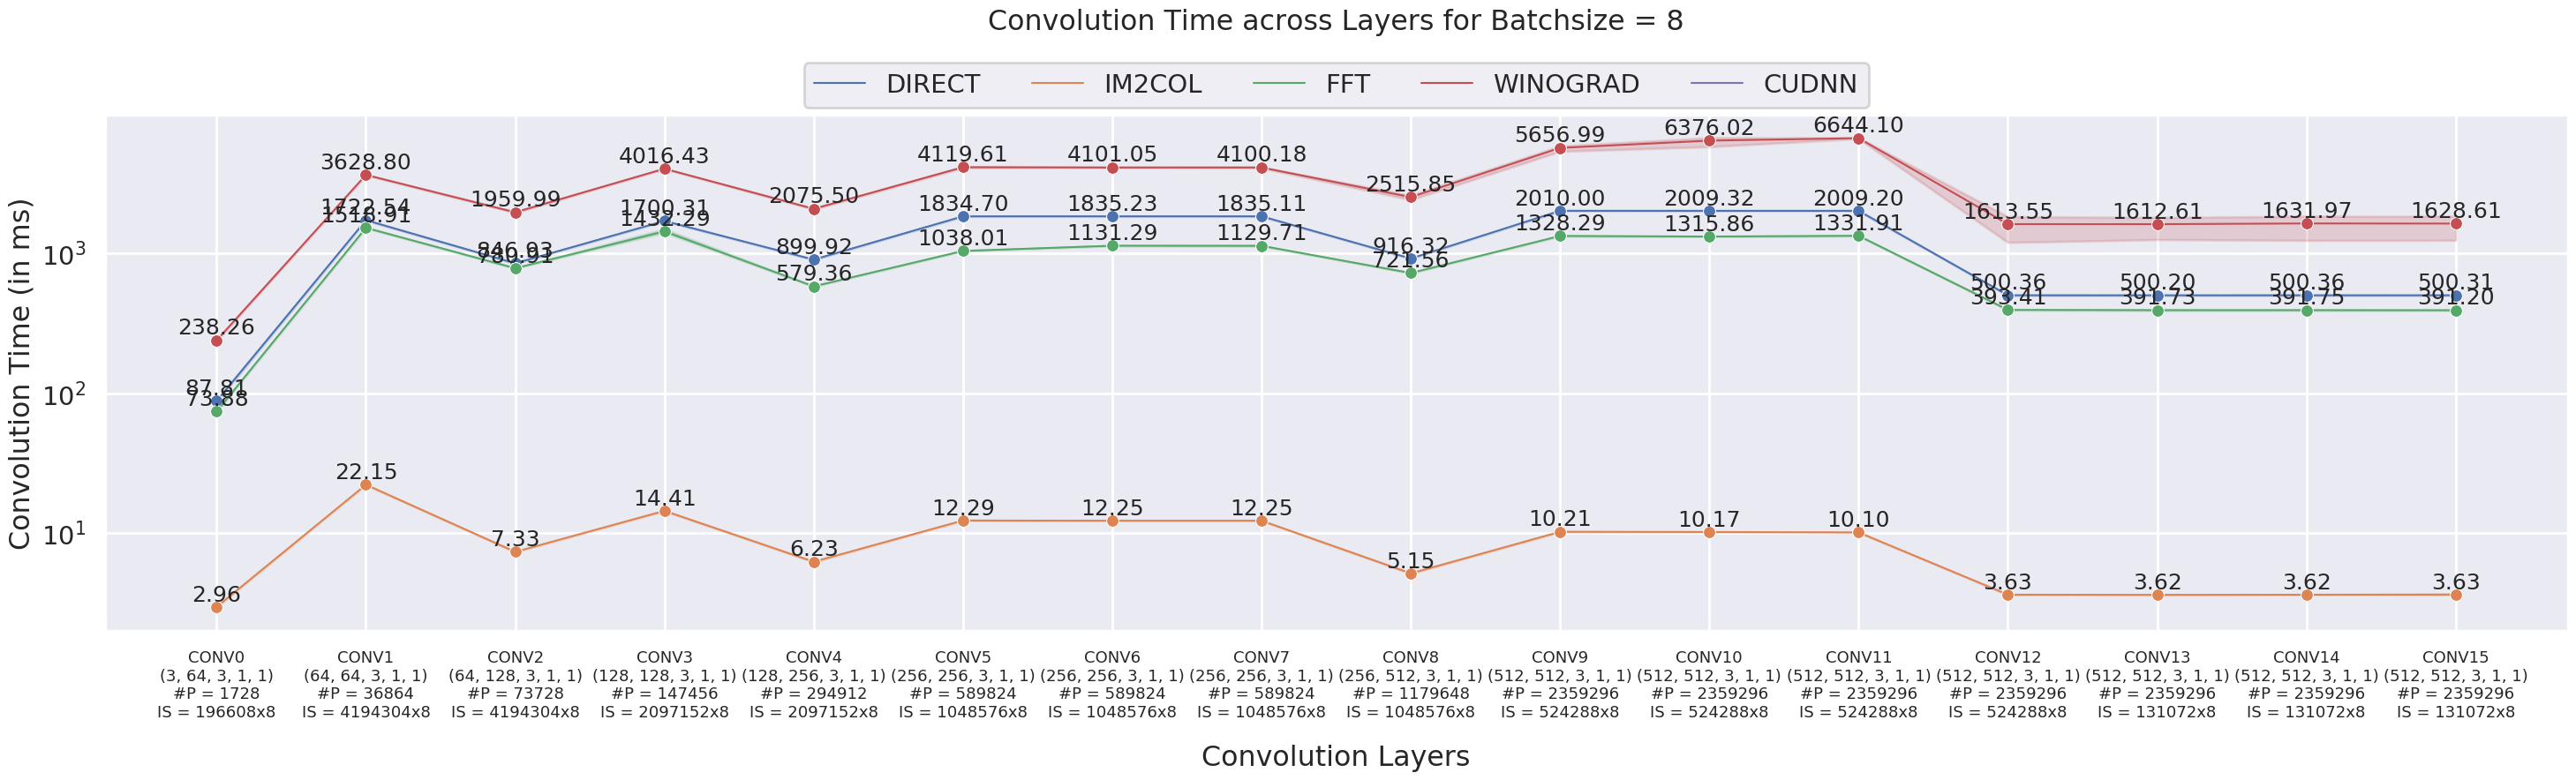 Convolution Time across Layers for Batchsize = 8
DIRECT IM2COL FFT WINOGRAD CUDNN
Convolution Time (in ms)
10^3
10^2
10^1
238.26 3628.80 1959.99 4016.43 2075.50 4119.61 4101.05 4100.18 2515.85 5656.99 6376.02 6644.10 1613.55 1612.61 1631.97 1628.61
87.81 1722.54 846.93 1700.31 899.92 1834.70 1835.23 1835.11 916.32 2010.00 2009.32 2009.20 500.36 500.20 500.36 500.31
73.88 1518.91 1432.29 579.36 1038.01 1131.29 1129.71 721.56 1328.29 1315.86 1331.91 393.41 391.73 391.75 391.20
2.96 22.15 7.33 14.41 6.23 12.29 12.25 12.25 5.15 10.21 10.17 10.10 3.63 3.62 3.62 3.63
CONV0 CONV1 CONV2 CONV3 CONV4 CONV5 CONV6 CONV7 CONV8 CONV9 CONV10 CONV11 CONV12 CONV13 CONV14 CONV15
(3, 64, 3, 1, 1) (64, 64, 3, 1, 1) (64, 128, 3, 1, 1) (128, 128, 3, 1, 1) (128, 256, 3, 1, 1) (256, 256, 3, 1, 1) (256, 256, 3, 1, 1) (256, 256, 3, 1, 1) (256, 512, 3, 1, 1) (512, 512, 3, 1, 1) (512, 512, 3, 1, 1) (512, 512, 3, 1, 1) (512, 512, 3, 1, 1) (512, 512, 3, 1, 1) (512, 512, 3, 1, 1) (512, 512, 3, 1, 1)
#P = 1728 #P = 36864 #P = 73728 #P = 147456 #P = 294912 #P = 589824 #P = 589824 #P = 589824 #P = 1179648 #P = 2359296 #P = 2359296 #P = 2359296 #P = 2359296 #P = 2359296 #P = 2359296 #P = 2359296
IS = 196608x8 IS = 4194304x8 IS = 4194304x8 IS = 2097152x8 IS = 2097152x8 IS = 1048576x8 IS = 1048576x8 IS = 1048576x8 IS = 1048576x8 IS = 524288x8 IS = 524288x8 IS = 524288x8 IS = 524288x8 IS = 131072x8 IS = 131072x8 IS = 131072x8
Convolution Layers